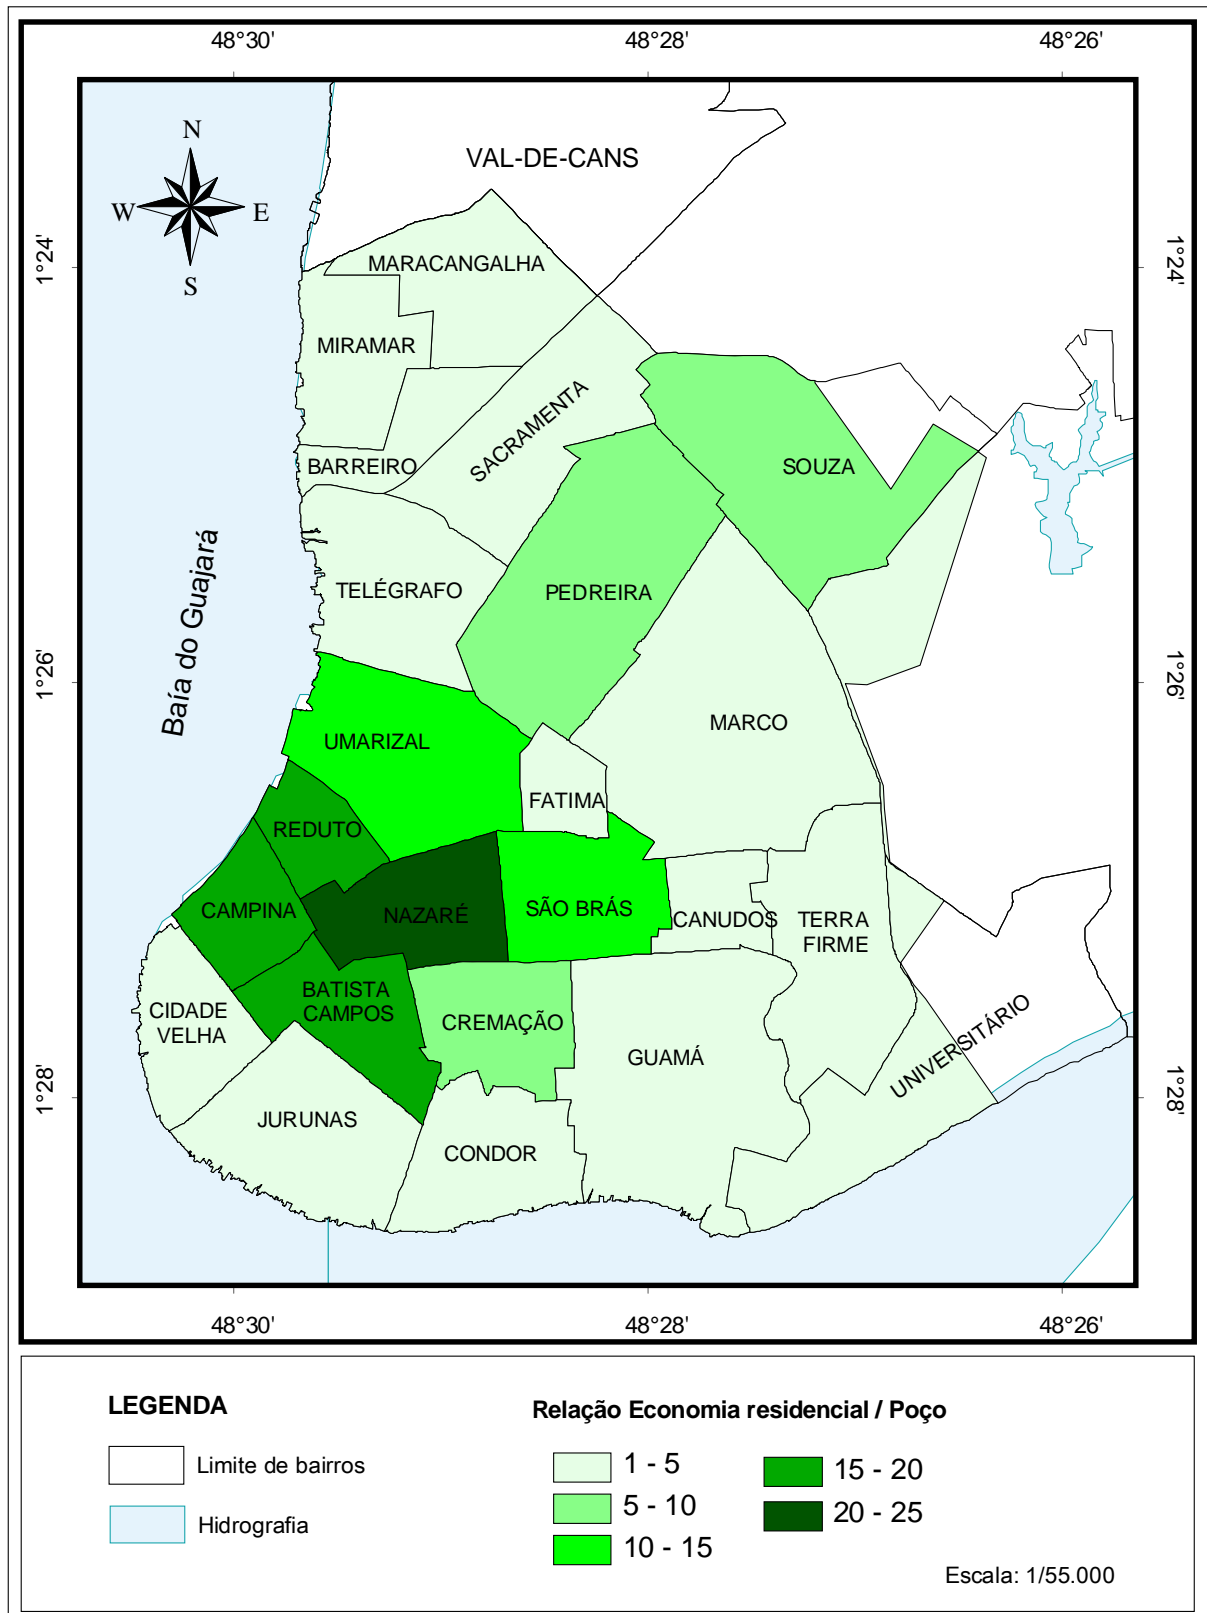 48°30'
48°28'
48°26'
N
W
E
S
VAL-DE-CANS
1°24'
1°24'
MARACANGALHA
MIRAMAR
SACRAMENTA
BARREIRO
SOUZA
TELÉGRAFO
PEDREIRA
Baía do Guajará
1°26'
1°26'
MARCO
UMARIZAL
FATIMA
REDUTO
CAMPINA
NAZARÉ
SÃO BRÁS
CANUDOS
TERRA
FIRME
BATISTA
CAMPOS
CIDADE
VELHA
CREMAÇÃO
GUAMÁ
UNIVERSITÁRIO
1°28'
1°28'
JURUNAS
CONDOR
48°30'
48°28'
48°26'
LEGENDA
Limite de bairros
Hidrografia
Relação Economia residencial / Poço
1 - 5
5 - 10
10 - 15
15 - 20
20 - 25
Escala: 1/55.000